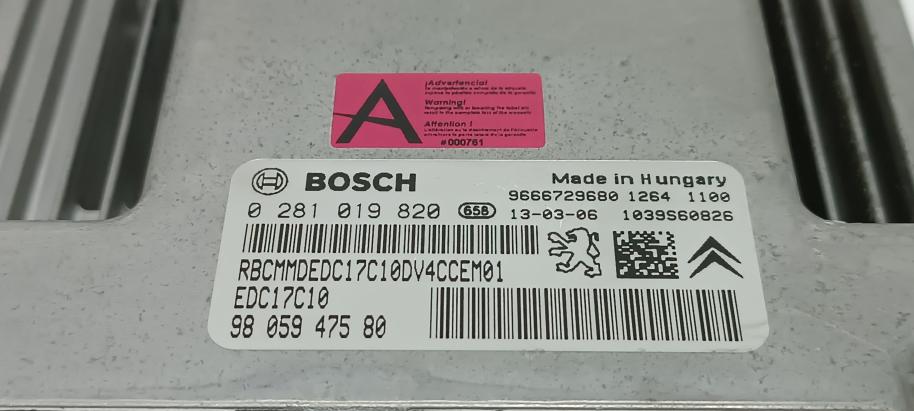 A
¡Advertencia!
Warning!
Attention !
#000761
BOSCH
Made in Hungary
9666729680 1264 1100
0 281 019 820 658 13-03-06 1039S60826
RBCMMDEDC17C10DV4CCEM01
EDC17C10
98 059 475 80